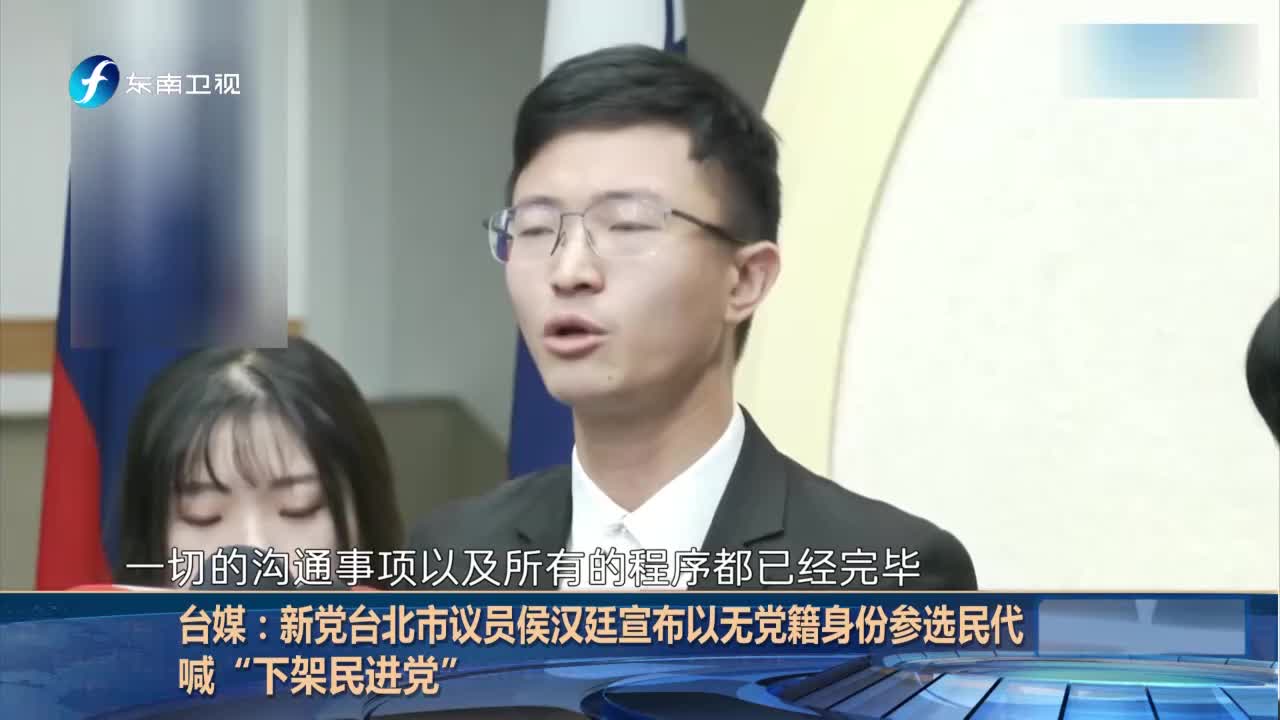 东南卫视
一切的沟通事项以及所有的程序都已经完毕
台媒：新党台北市议员侯汉廷宣布以无党籍身份参选民代
喊“下架民进党”